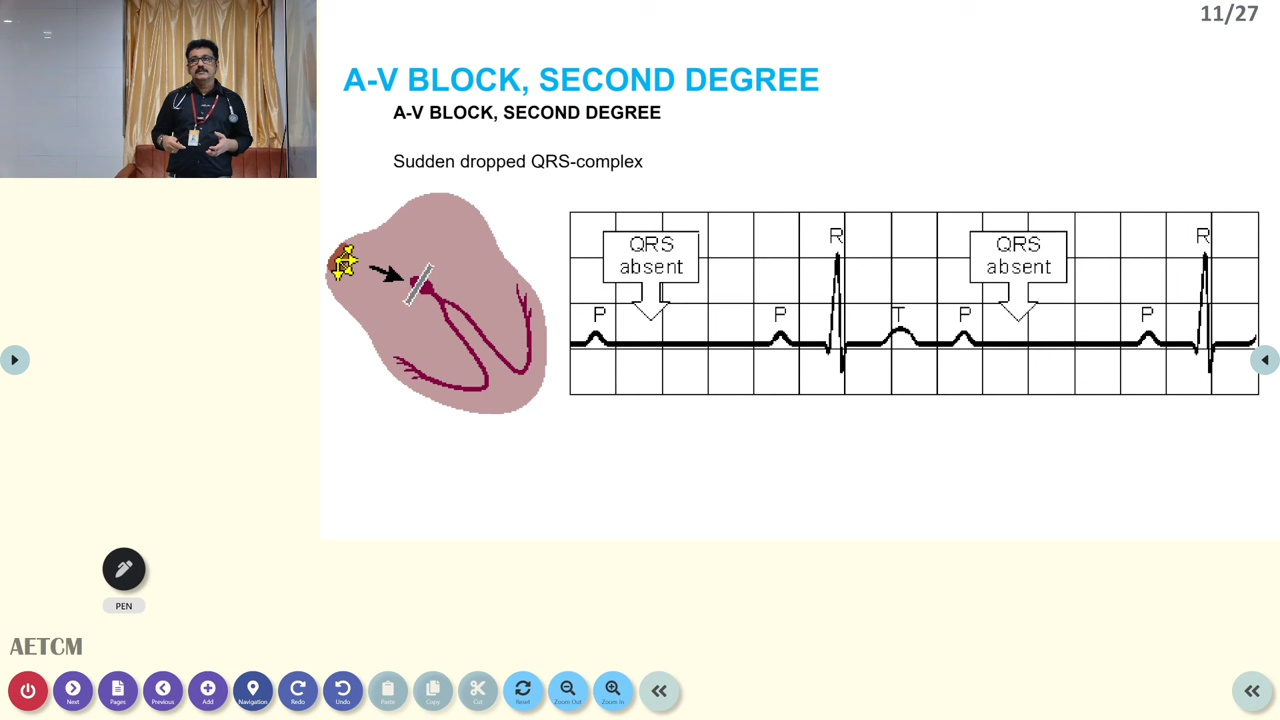 11/27
A-V BLOCK, SECOND DEGREE
A-V BLOCK, SECOND DEGREE
Sudden dropped QRS-complex
QRS
absent
R
QRS
absent
R
P
P
T
P
P
PEN
AETCM
Next
Pages
Previous
Add
Navigation
Redo
Undo
Paste
Copy
Cut
Reset
Zoom Out
Zoom In